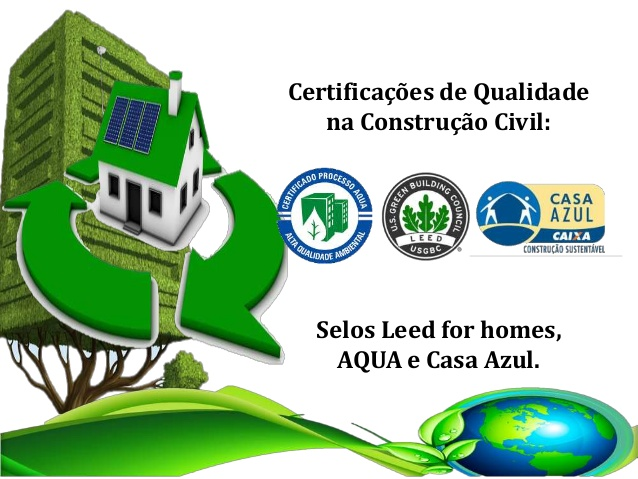 Certificações de Qualidade
na Construção Civil:
CERTIFICADO PROCESSO AQUA
ALTA QUALIDADE AMBIENTAL
U.S. GREEN BUILDING COUNCIL
LEED
USGBC
®
CASA
AZUL
CAIXA
CONSTRUÇÃO SUSTENTÁVEL
Selos Leed for homes,
AQUA e Casa Azul.